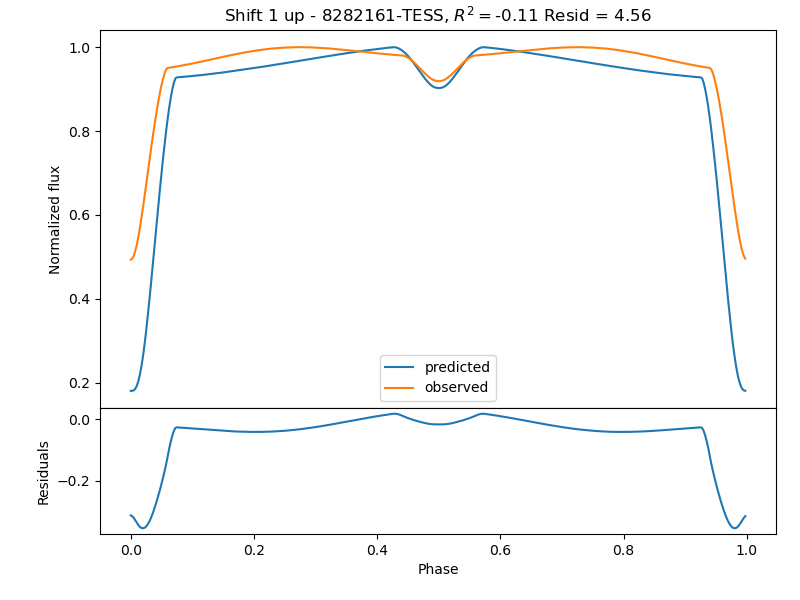 Shift 1 up - 8282161-TESS, R² = -0.11 Resid = 4.56
1.0
0.8
0.6
0.4
0.2
Normalized flux
predicted
observed
0.0
−0.2
Residuals
0.0 0.2 0.4 0.6 0.8 1.0
Phase